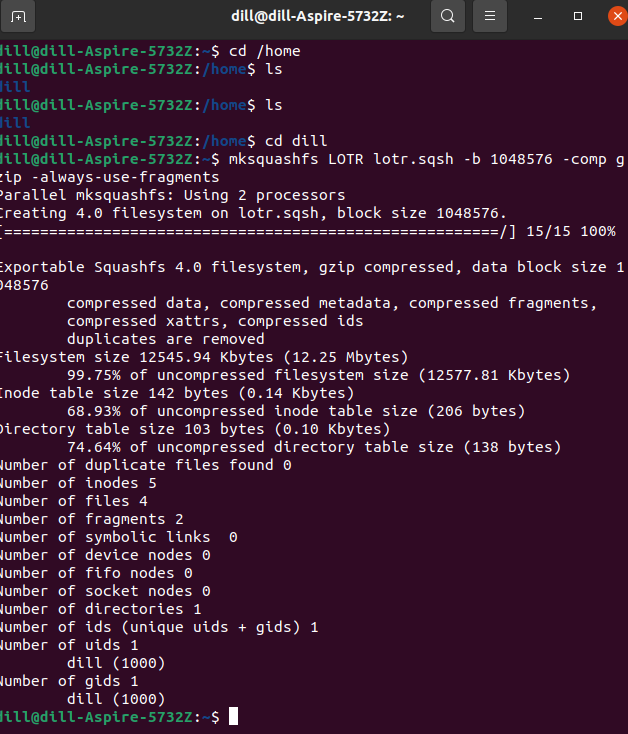 dill@dill-Aspire-5732Z: ~
dill@dill-Aspire-5732Z:~$ cd /home
dill@dill-Aspire-5732Z:/home$ ls
dill
dill@dill-Aspire-5732Z:/home$ ls
dill
dill@dill-Aspire-5732Z:/home$ cd dill
dill@dill-Aspire-5732Z:~$ mksquashfs LOTR lotr.sqsh -b 1048576 -comp g
zip -always-use-fragments
Parallel mksquashfs: Using 2 processors
Creating 4.0 filesystem on lotr.sqsh, block size 1048576.
[=======================================================/] 15/15 100%
Exportable Squashfs 4.0 filesystem, gzip compressed, data block size 1
048576
compressed data, compressed metadata, compressed fragments,
compressed xattrs, compressed ids
duplicates are removed
Filesystem size 12545.94 Kbytes (12.25 Mbytes)
99.75% of uncompressed filesystem size (12577.81 Kbytes)
Inode table size 142 bytes (0.14 Kbytes)
68.93% of uncompressed inode table size (206 bytes)
Directory table size 103 bytes (0.10 Kbytes)
74.64% of uncompressed directory table size (138 bytes)
Number of duplicate files found 0
Number of inodes 5
Number of files 4
Number of fragments 2
Number of symbolic links  0
Number of device nodes 0
Number of fifo nodes 0
Number of socket nodes 0
Number of directories 1
Number of ids (unique uids + gids) 1
Number of uids 1
dill (1000)
Number of gids 1
dill (1000)
dill@dill-Aspire-5732Z:~$